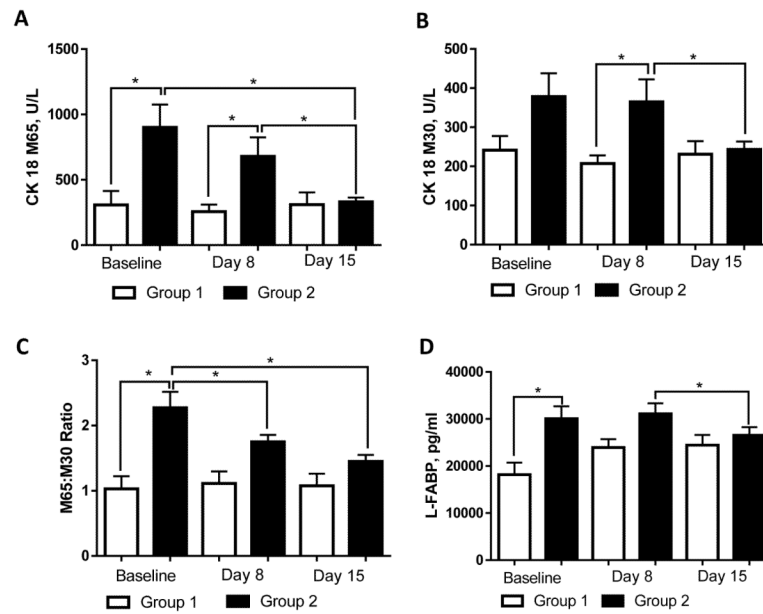 A
CK 18 M65, U/L
1500
1000
500
0
* * * *
Baseline Day 8 Day 15
Group 1 Group 2
B
CK 18 M30, U/L
500
400
300
200
100
0
* *
Baseline Day 8 Day 15
Group 1 Group 2
C
M65:M30 Ratio
3
2
1
0
* * *
Baseline Day 8 Day 15
Group 1 Group 2
D
L-FABP, pg/ml
40000
30000
20000
10000
0
* *
Baseline Day 8 Day 15
Group 1 Group 2